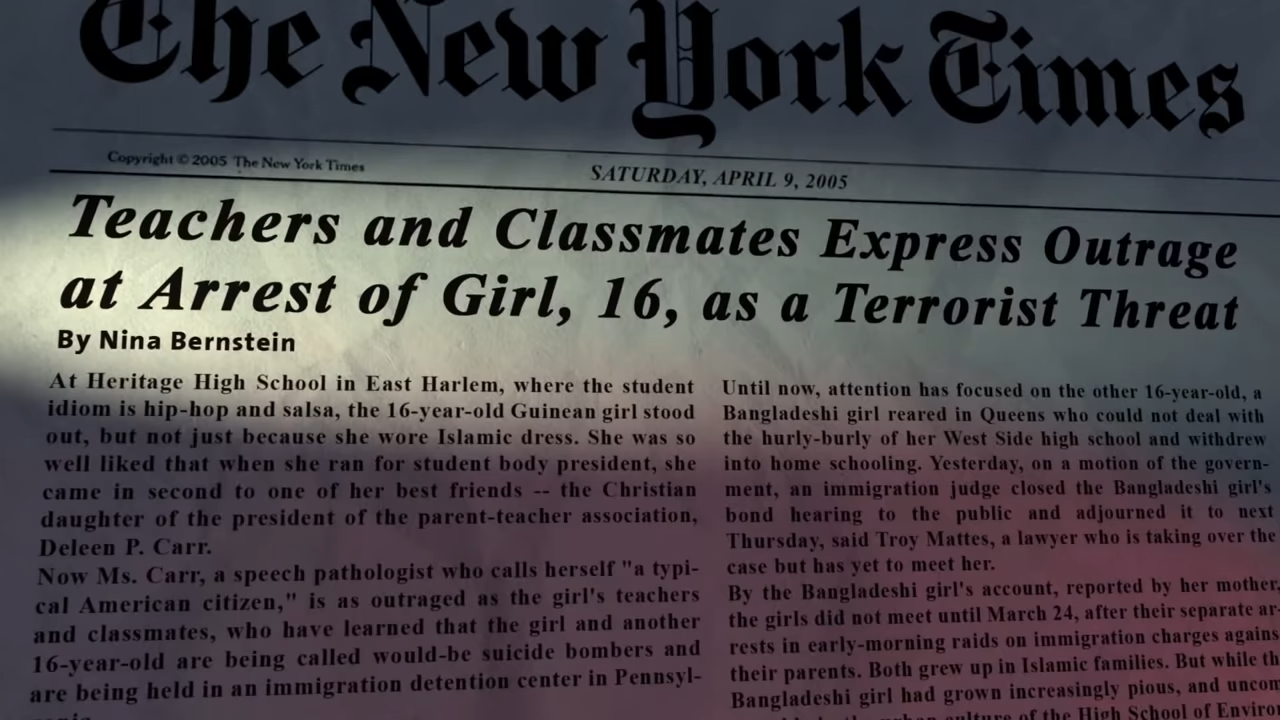 The New York Times
Copyright © 2005 The New York Times
SATURDAY, APRIL 9, 2005
Teachers and Classmates Express Outrage
at Arrest of Girl, 16, as a Terrorist Threat
By Nina Bernstein
At Heritage High School in East Harlem, where the student
idiom is hip-hop and salsa, the 16-year-old Guinean girl stood
out, but not just because she wore Islamic dress. She was so
well liked that when she ran for student body president, she
came in second to one of her best friends -- the Christian
daughter of the president of the parent-teacher association,
Deleen P. Carr.
Now Ms. Carr, a speech pathologist who calls herself "a typi-
cal American citizen," is as outraged as the girl's teachers
and classmates, who have learned that the girl and another
16-year-old are being called would-be suicide bombers and
are being held in an immigration detention center in Pennsyl-
Until now, attention has focused on the other 16-year-old, a
Bangladeshi girl reared in Queens who could not deal with
the hurly-burly of her West Side high school and withdrew
into home schooling. Yesterday, on a motion of the govern-
ment, an immigration judge closed the Bangladeshi girl's
bond hearing to the public and adjourned it to next
Thursday, said Troy Mattes, a lawyer who is taking over the
case but has yet to meet her.
By the Bangladeshi girl's account, reported by her mother,
the girls did not meet until March 24, after their separate ar-
rests in early-morning raids on immigration charges agains
their parents. Both grew up in Islamic families. But while th
Bangladeshi girl had grown increasingly pious, and uncom
culture of the High School of Enviro